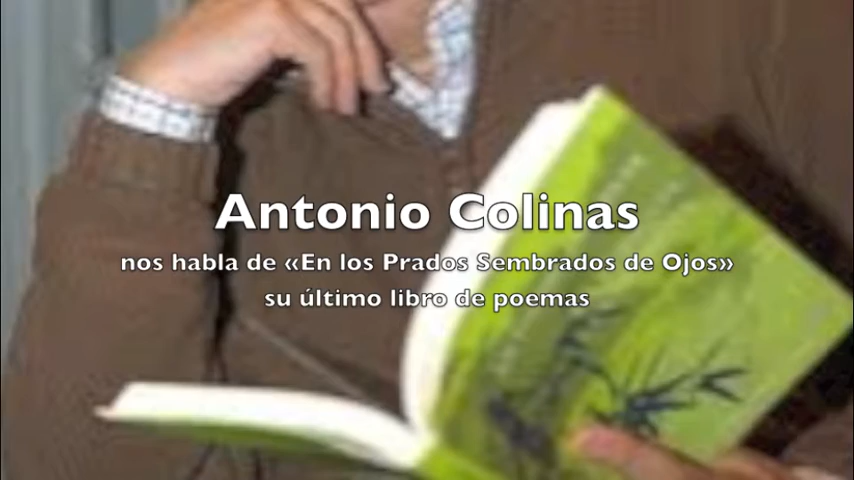 Antonio Colinas
nos habla de «En los Prados Sembrados de Ojos»
su último libro de poemas